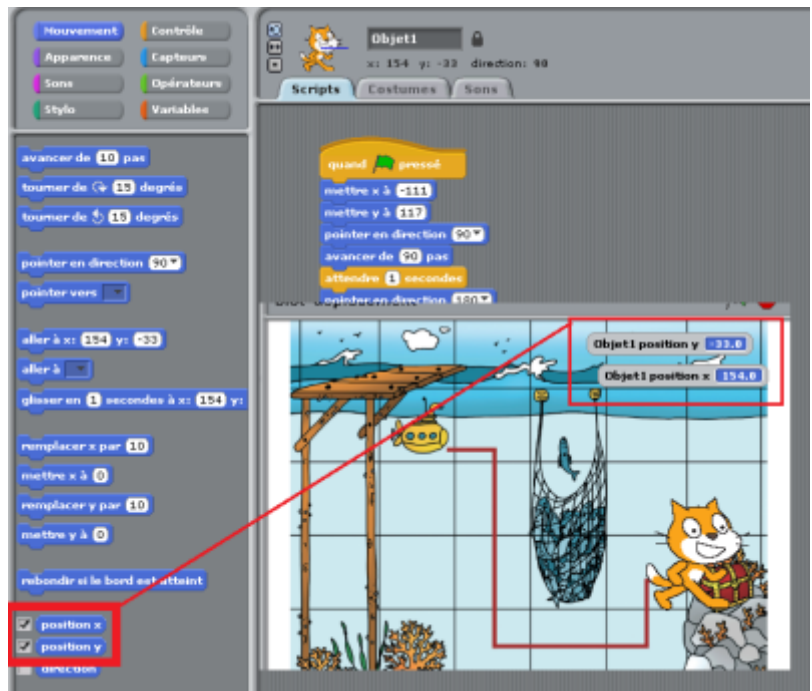 Mouvement Contrôle
Apparence Capteurs
Sons Opérateurs
Stylo Variables
avancer de 10 pas
tourner de 15 degrés
tourner de 15 degrés
pointer en direction 90
pointer vers
aller à x: 154 y: -33
aller à
glisser en 1 secondes à x: 154 y:
remplacer x par 10
mettre x à 0
remplacer y par 10
mettre y à 0
rebondir si le bord est atteint
position x
position y
direction
Objet1
x: 154 y: -33 direction: 90
Scripts Costumes Sons
quand pressé
mettre x à -111
mettre y à 117
pointer en direction 90
avancer de 90 pas
attendre 1 secondes
pointer en direction 180
Objet1 position y -33.0
Objet1 position x 154.0